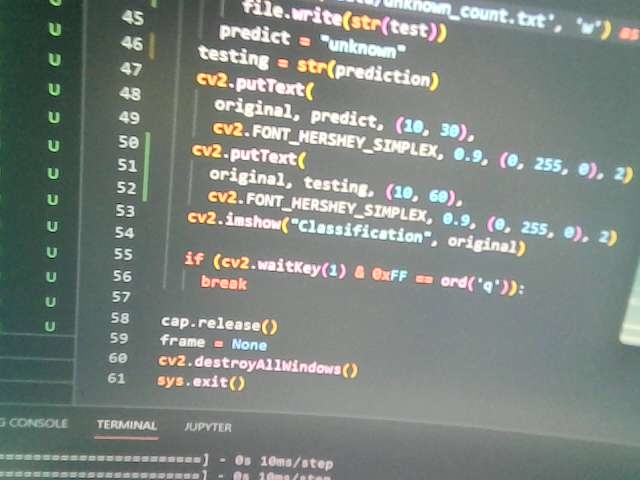 unknown_count.txt', 'w') as
45 file.write(str(test))
46 predict = "unknown"
47 testing = str(prediction)
48 cv2.putText(
49 original, predict, (10, 30),
50 cv2.FONT_HERSHEY_SIMPLEX, 0.9, (0, 255, 0), 2)
51 cv2.putText(
52 original, testing, (10, 60),
53 cv2.FONT_HERSHEY_SIMPLEX, 0.9, (0, 255, 0), 2)
54 cv2.imshow("Classification", original)
55 if (cv2.waitKey(1) & 0xFF == ord('q')):
56 break
57
58 cap.release()
59 frame = None
60 cv2.destroyAllWindows()
61 sys.exit()
U
U
U
U
U
U
U
U
U
U
U
U
CONSOLE TERMINAL JUPYTER
========================] - 0s 10ms/step
========================] - 0s 10ms/step